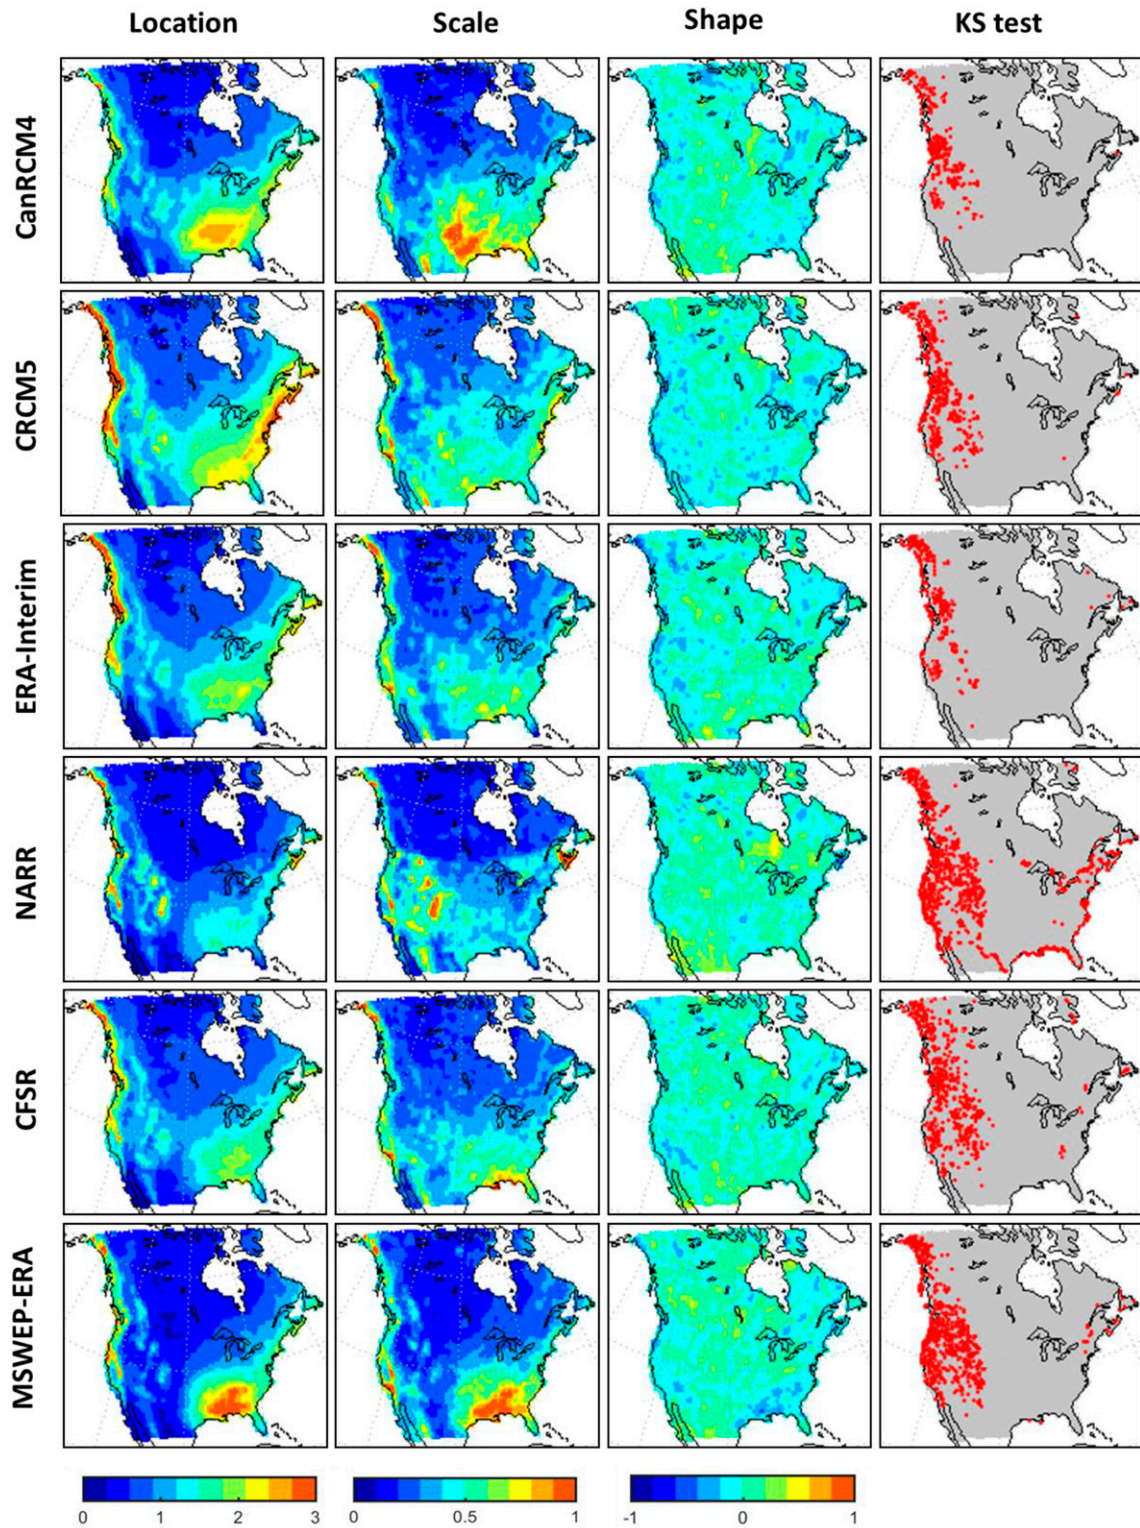 Location Scale Shape KS test
CanRCM4
CRCM5
ERA-Interim
NARR
CFSR
MSWEP-ERA
0 1 2 3 0 0.5 1 -1 0 1